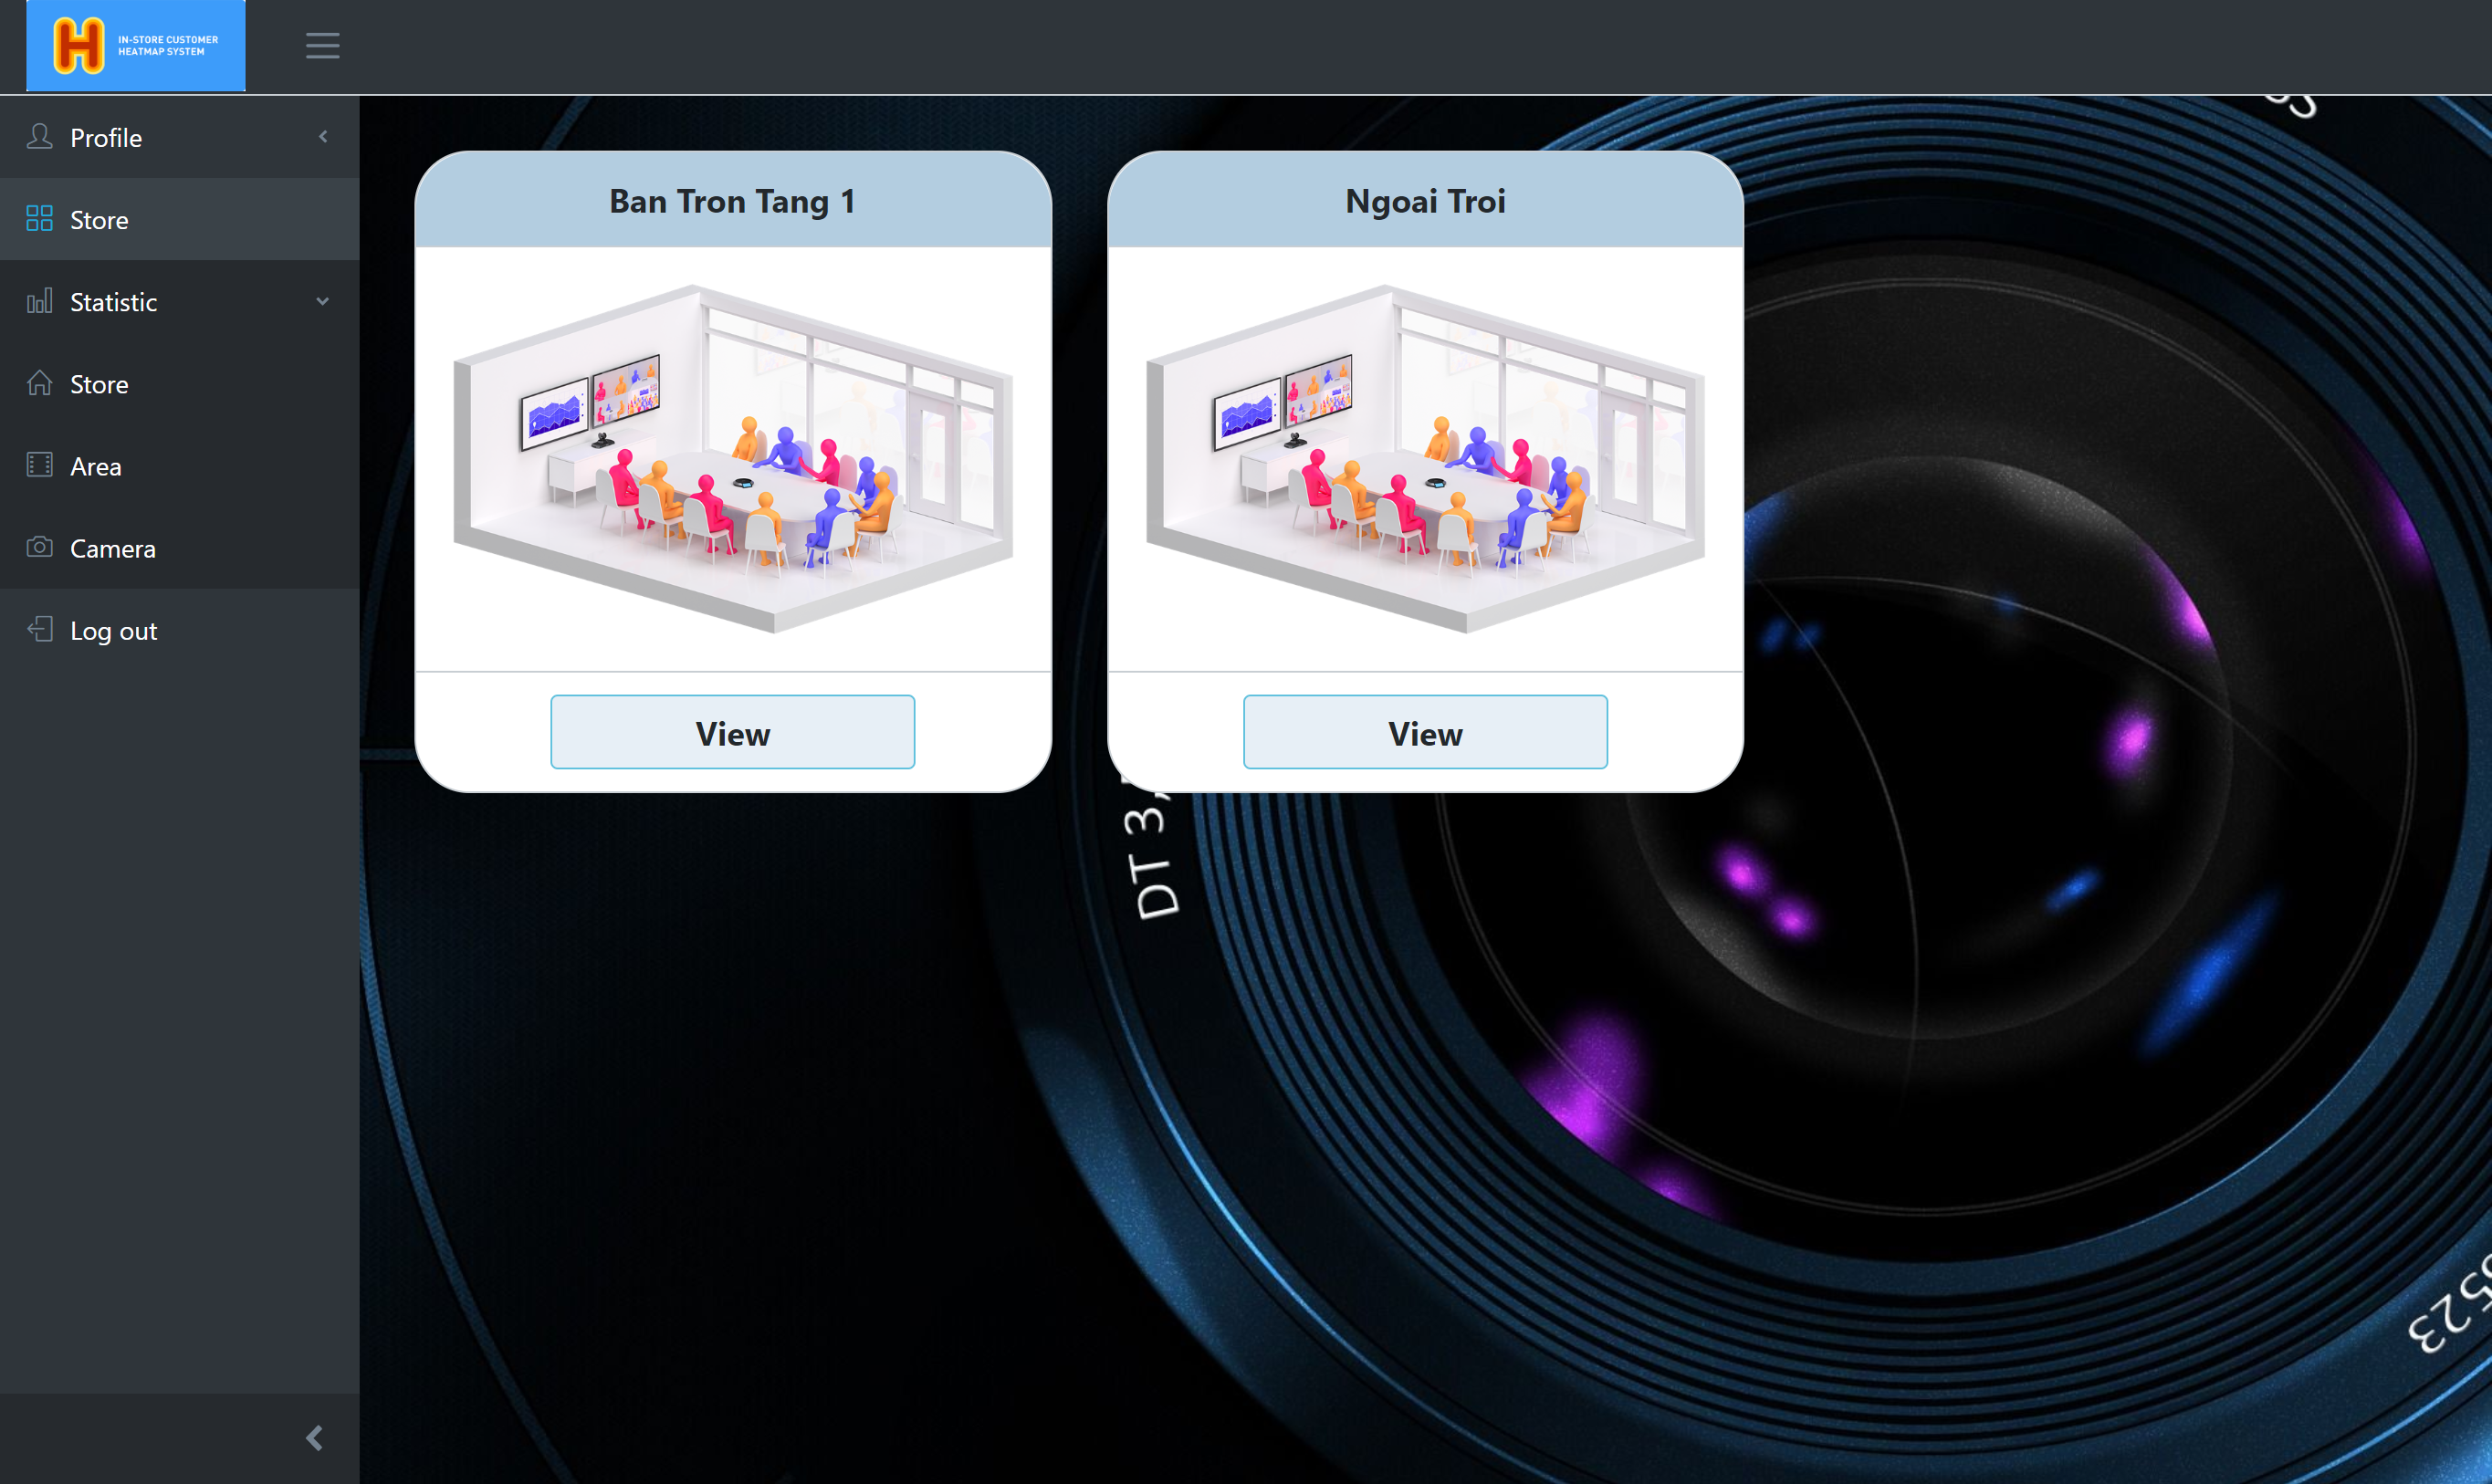 IN-STORE CUSTOMER
HEATMAP SYSTEM
Profile
Store
Statistic
Store
Area
Camera
Log out
Ban Tron Tang 1
Ngoai Troi
View
View
DT 3,
523